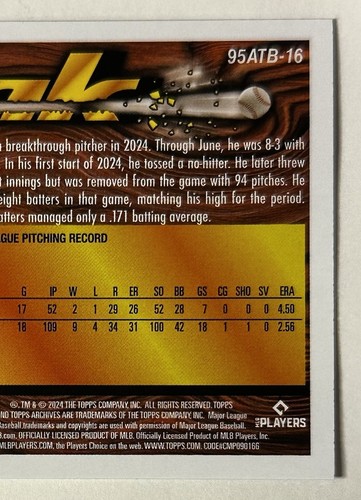 95ATB-16
nk
breakthrough pitcher in 2024. Through June, he was 8-3 with
In his first start of 2024, he tossed a no-hitter. He later threw
t innings but was removed from the game with 94 pitches. He
eight batters in that game, matching his high for the period.
atters managed only a .171 batting average.
GUE PITCHING RECORD
G IP W L R ER SO BB GS CG SHO SV ERA
17 52 2 1 29 26 52 28 7 0 0 0 4.50
18 109 9 4 34 31 100 42 18 1 1 0 2.56
®, TM & © 2024 THE TOPPS COMPANY, INC. ALL RIGHTS RESERVED. TOPPS
ND TOPPS ARCHIVES ARE TRADEMARKS OF THE TOPPS COMPANY, INC. Major League
Baseball trademarks and copyrights are used with permission of Major League Baseball.
OFFICIALLY LICENSED PRODUCT OF MLB. Officially Licensed Product of MLB Players, Inc.
MLBPLAYERS.com, the Players Choice on the web. WWW.TOPPS.COM. CODE#CMP090166
MLB PLAYERS